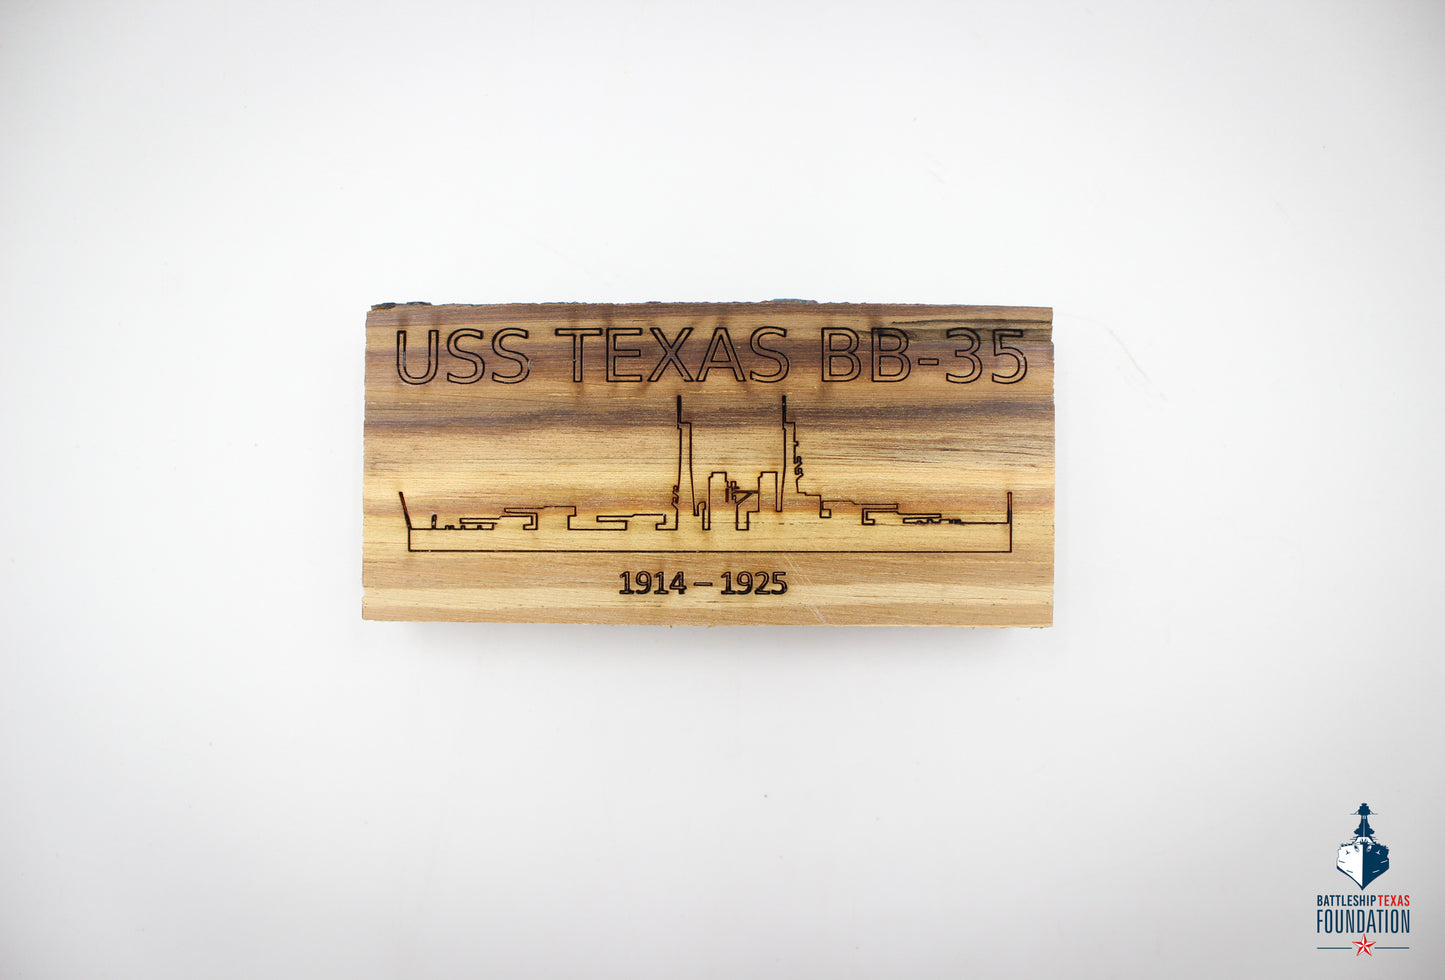 USS TEXAS BB-35
1914 – 1925
BATTLESHIP TEXAS
FOUNDATION